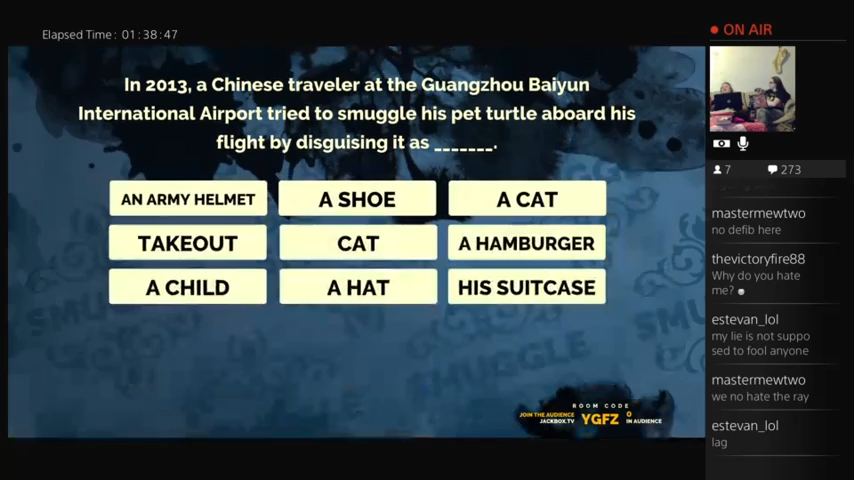 Elapsed Time : 01:38:47
ON AIR
In 2013, a Chinese traveler at the Guangzhou Baiyun
International Airport tried to smuggle his pet turtle aboard his
flight by disguising it as _______.
AN ARMY HELMET
A SHOE
A CAT
TAKEOUT
CAT
A HAMBURGER
A CHILD
A HAT
HIS SUITCASE
SMUGGLE
ROOM CODE
JOIN THE AUDIENCE
JACKBOX.TV
YGFZ
0
IN AUDIENCE
7
273
mastermewtwo
no defib here
thevictoryfire88
Why do you hate
me?
estevan_lol
my lie is not suppo
sed to fool anyone
mastermewtwo
we no hate the ray
estevan_lol
lag